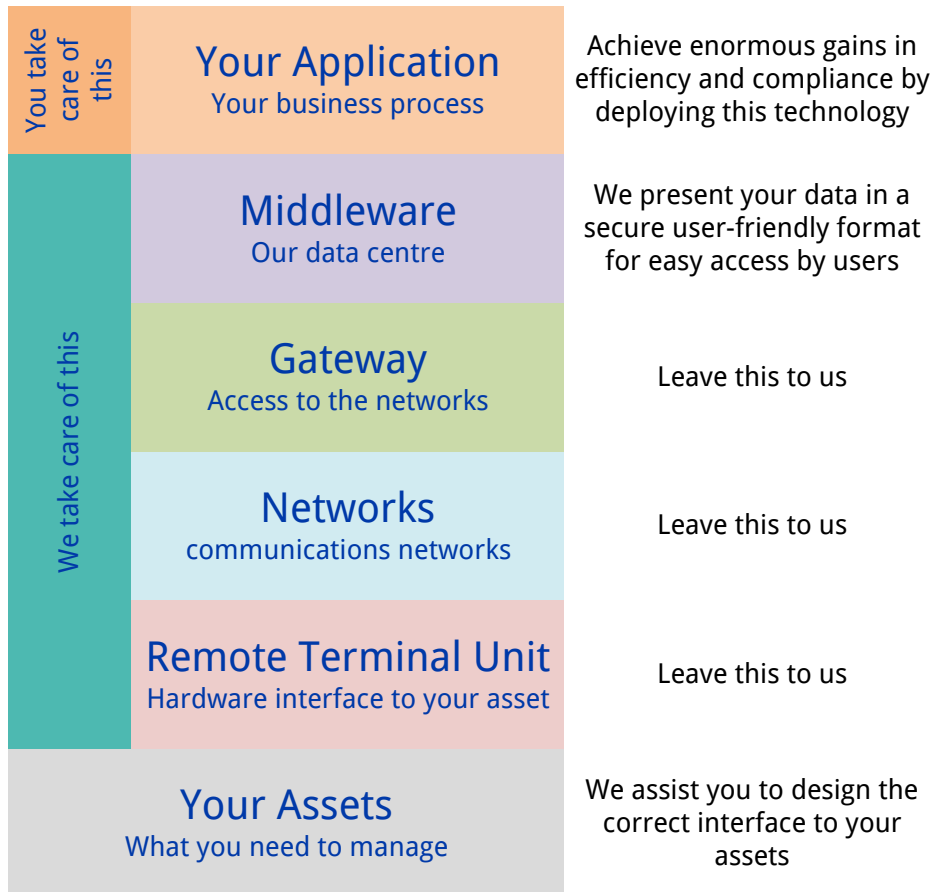 You take
care of
this
Your Application
Your business process
Achieve enormous gains in
efficiency and compliance by
deploying this technology
We take care of this
Middleware
Our data centre
We present your data in a
secure user-friendly format
for easy access by users
Gateway
Access to the networks
Leave this to us
Networks
communications networks
Leave this to us
Remote Terminal Unit
Hardware interface to your asset
Leave this to us
Your Assets
What you need to manage
We assist you to design the
correct interface to your
assets